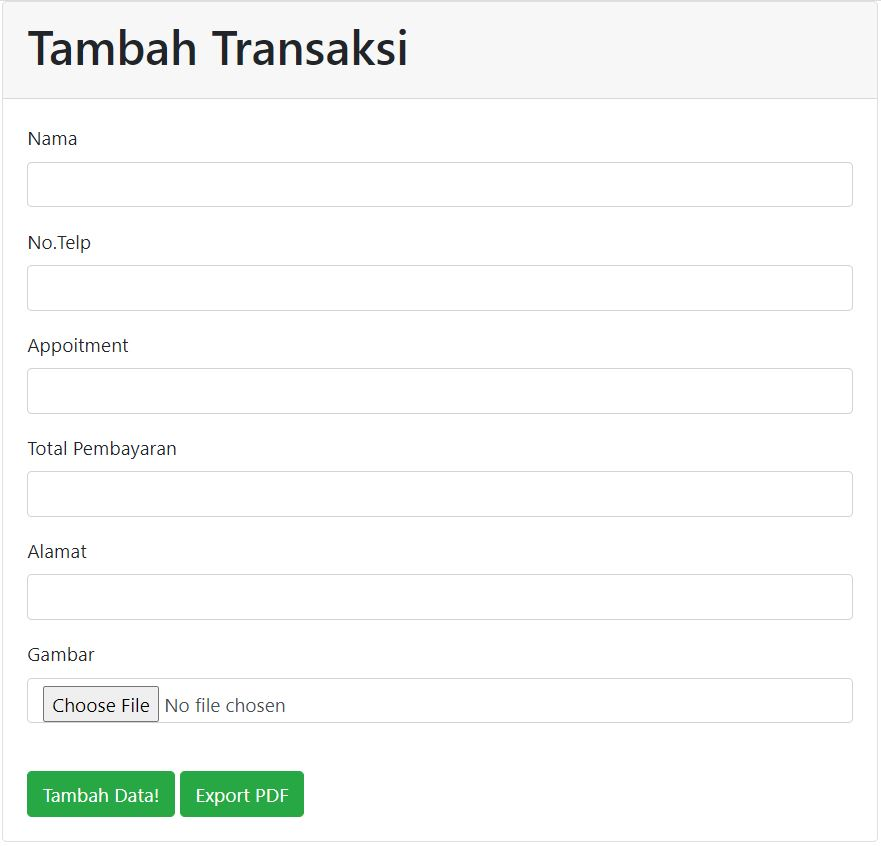 Tambah Transaksi
Nama
No.Telp
Appoitment
Total Pembayaran
Alamat
Gambar
Choose File No file chosen
Tambah Data! Export PDF